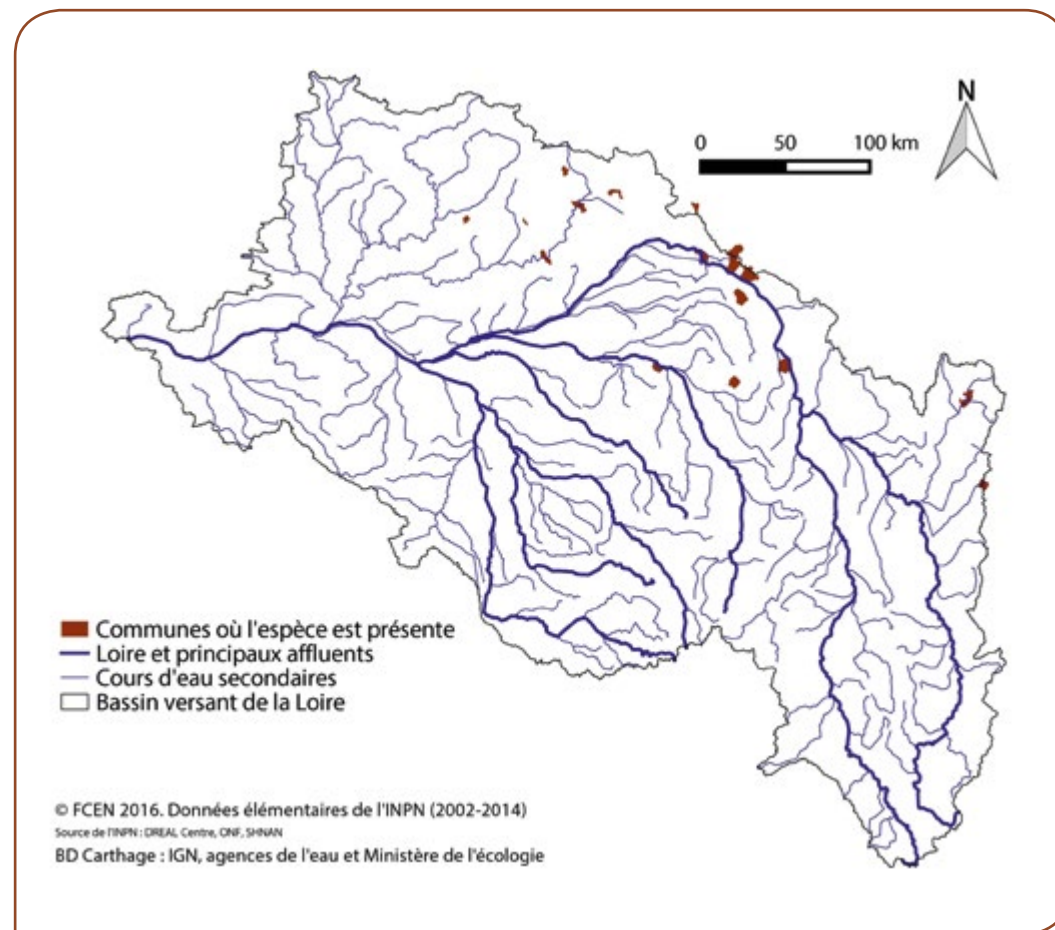 N
0 50 100 km
Communes où l'espèce est présente
Loire et principaux affluents
Cours d'eau secondaires
Bassin versant de la Loire
© FCEN 2016. Données élémentaires de l'INPN (2002-2014)
Source de l'INPN : DREAL Centre, ONF, SHNAN
BD Carthage : IGN, agences de l'eau et Ministère de l'écologie